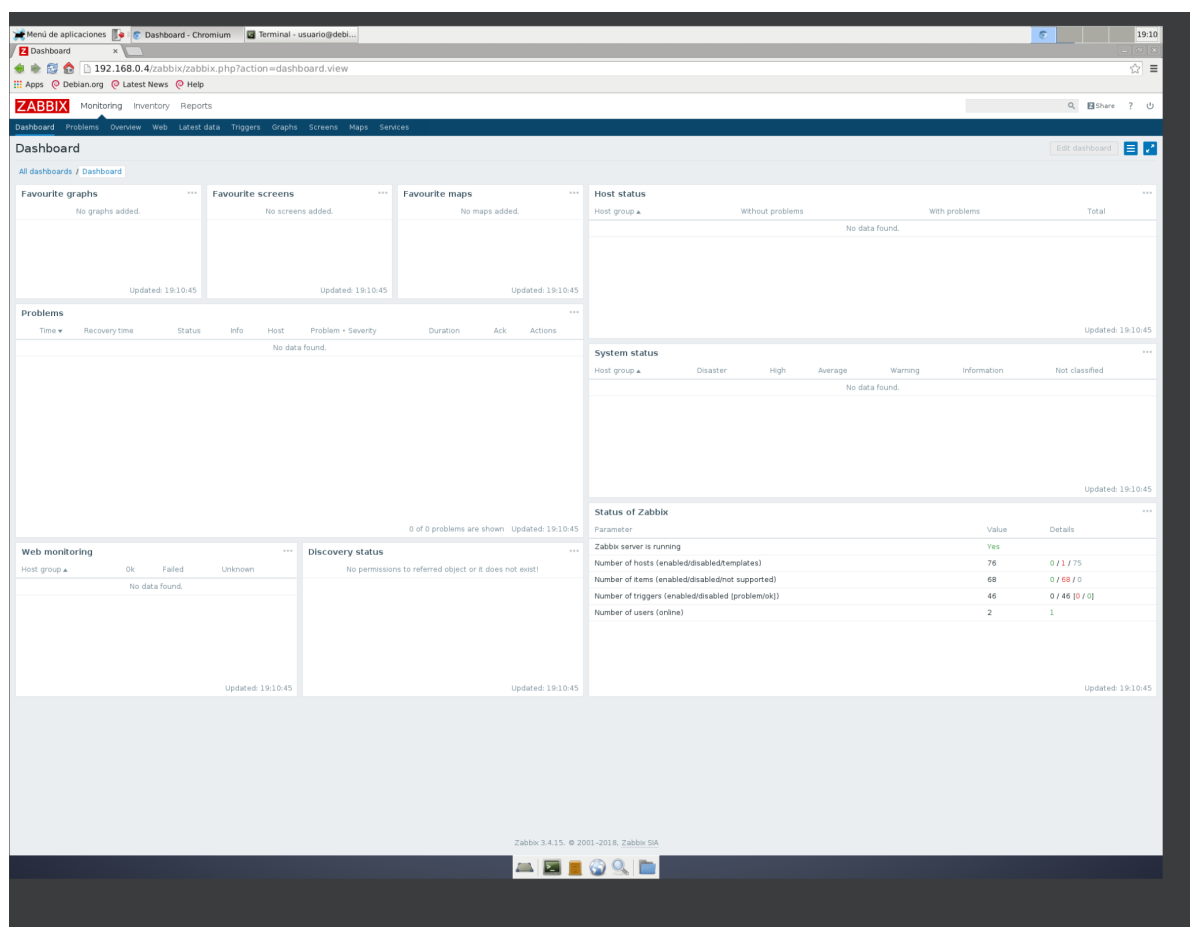 Menú de aplicaciones Dashboard - Chromium Terminal - usuario@debi... 19:10
Z Dashboard x
192.168.0.4/zabbix/zabbix.php?action=dashboard.view
Apps Debian.org Latest News Help
ZABBIX Monitoring Inventory Reports Z Share ?
Dashboard Problems Overview Web Latest data Triggers Graphs Screens Maps Services
Dashboard Edit dashboard
All dashboards / Dashboard
Favourite graphs ...
No graphs added.
Updated: 19:10:45
Favourite screens ...
No screens added.
Updated: 19:10:45
Favourite maps ...
No maps added.
Updated: 19:10:45
Host status ...
Host group ▲ Without problems With problems Total
No data found.
Updated: 19:10:45
Problems ...
Time ▼ Recovery time Status Info Host Problem • Severity Duration Ack Actions
No data found.
0 of 0 problems are shown Updated: 19:10:45
System status ...
Host group ▲ Disaster High Average Warning Information Not classified
No data found.
Updated: 19:10:45
Web monitoring ...
Host group ▲ Ok Failed Unknown
No data found.
Updated: 19:10:45
Discovery status ...
No permissions to referred object or it does not exist!
Updated: 19:10:45
Status of Zabbix ...
Parameter Value Details
Zabbix server is running Yes
Number of hosts (enabled/disabled/templates) 76 0 / 1 / 75
Number of items (enabled/disabled/not supported) 68 0 / 68 / 0
Number of triggers (enabled/disabled [problem/ok]) 46 0 / 46 [0 / 0]
Number of users (online) 2 1
Updated: 19:10:45
Zabbix 3.4.15. © 2001–2018, Zabbix SIA